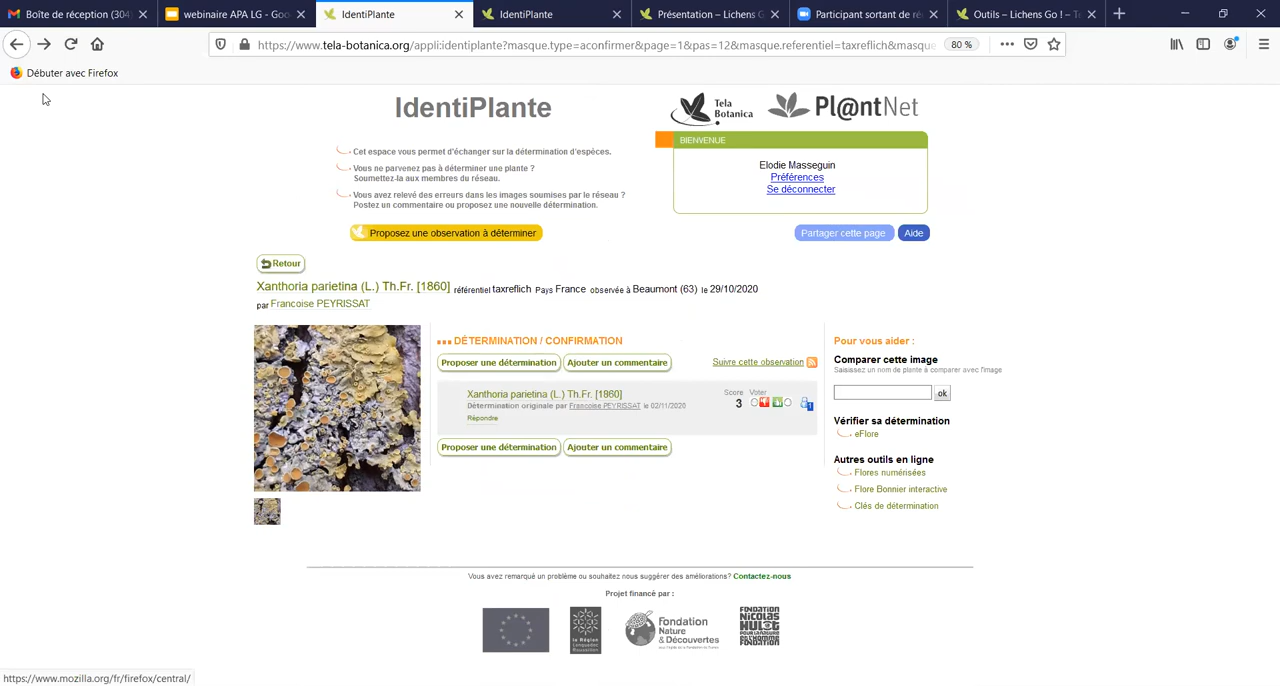 Boîte de réception (304)
webinaire APA LG - Goo
IdentiPlante
IdentiPlante
Présentation – Lichens G
Participant sortant de ré
Outils – Lichens Go ! – Te
https://www.tela-botanica.org/appli:identiplante?masque.type=aconfirmer&page=1&pas=12&masque.referentiel=taxreflich&masque
80 %
Débuter avec Firefox
IdentiPlante
Tela
Botanica
Pl@ntNet
Cet espace vous permet d'échanger sur la détermination d'espèces.
Vous ne parvenez pas à déterminer une plante ?
Soumettez-la aux membres du réseau.
Vous avez relevé des erreurs dans les images soumises par le réseau ?
Postez un commentaire ou proposez une nouvelle détermination.
BIENVENUE
Elodie Masseguin
Préférences
Se déconnecter
Proposez une observation à déterminer
Partager cette page
Aide
Retour
Xanthoria parietina (L.) Th.Fr. [1860] référentiel taxreflich Pays France observée à Beaumont (63) le 29/10/2020
par Francoise PEYRISSAT
DÉTERMINATION / CONFIRMATION
Proposer une détermination Ajouter un commentaire Suivre cette observation
Xanthoria parietina (L.) Th.Fr. [1860]
Détermination originale par Francoise PEYRISSAT le 02/11/2020
Répondre
Score Voter
3
1
Proposer une détermination Ajouter un commentaire
Pour vous aider :
Comparer cette image
Saisissez un nom de plante à comparer avec l'image
ok
Vérifier sa détermination
eFlore
Autres outils en ligne
Flores numérisées
Flore Bonnier interactive
Clés de détermination
Vous avez remarqué un problème ou souhaitez nous suggérer des améliorations? Contactez-nous
Projet financé par :
la Région
Languedoc
Roussillon
Fondation
Nature
& Découvertes
FONDATION
NICOLAS
HULOT
POUR LA NATURE
ET L'HOMME
https://www.mozilla.org/fr/firefox/central/